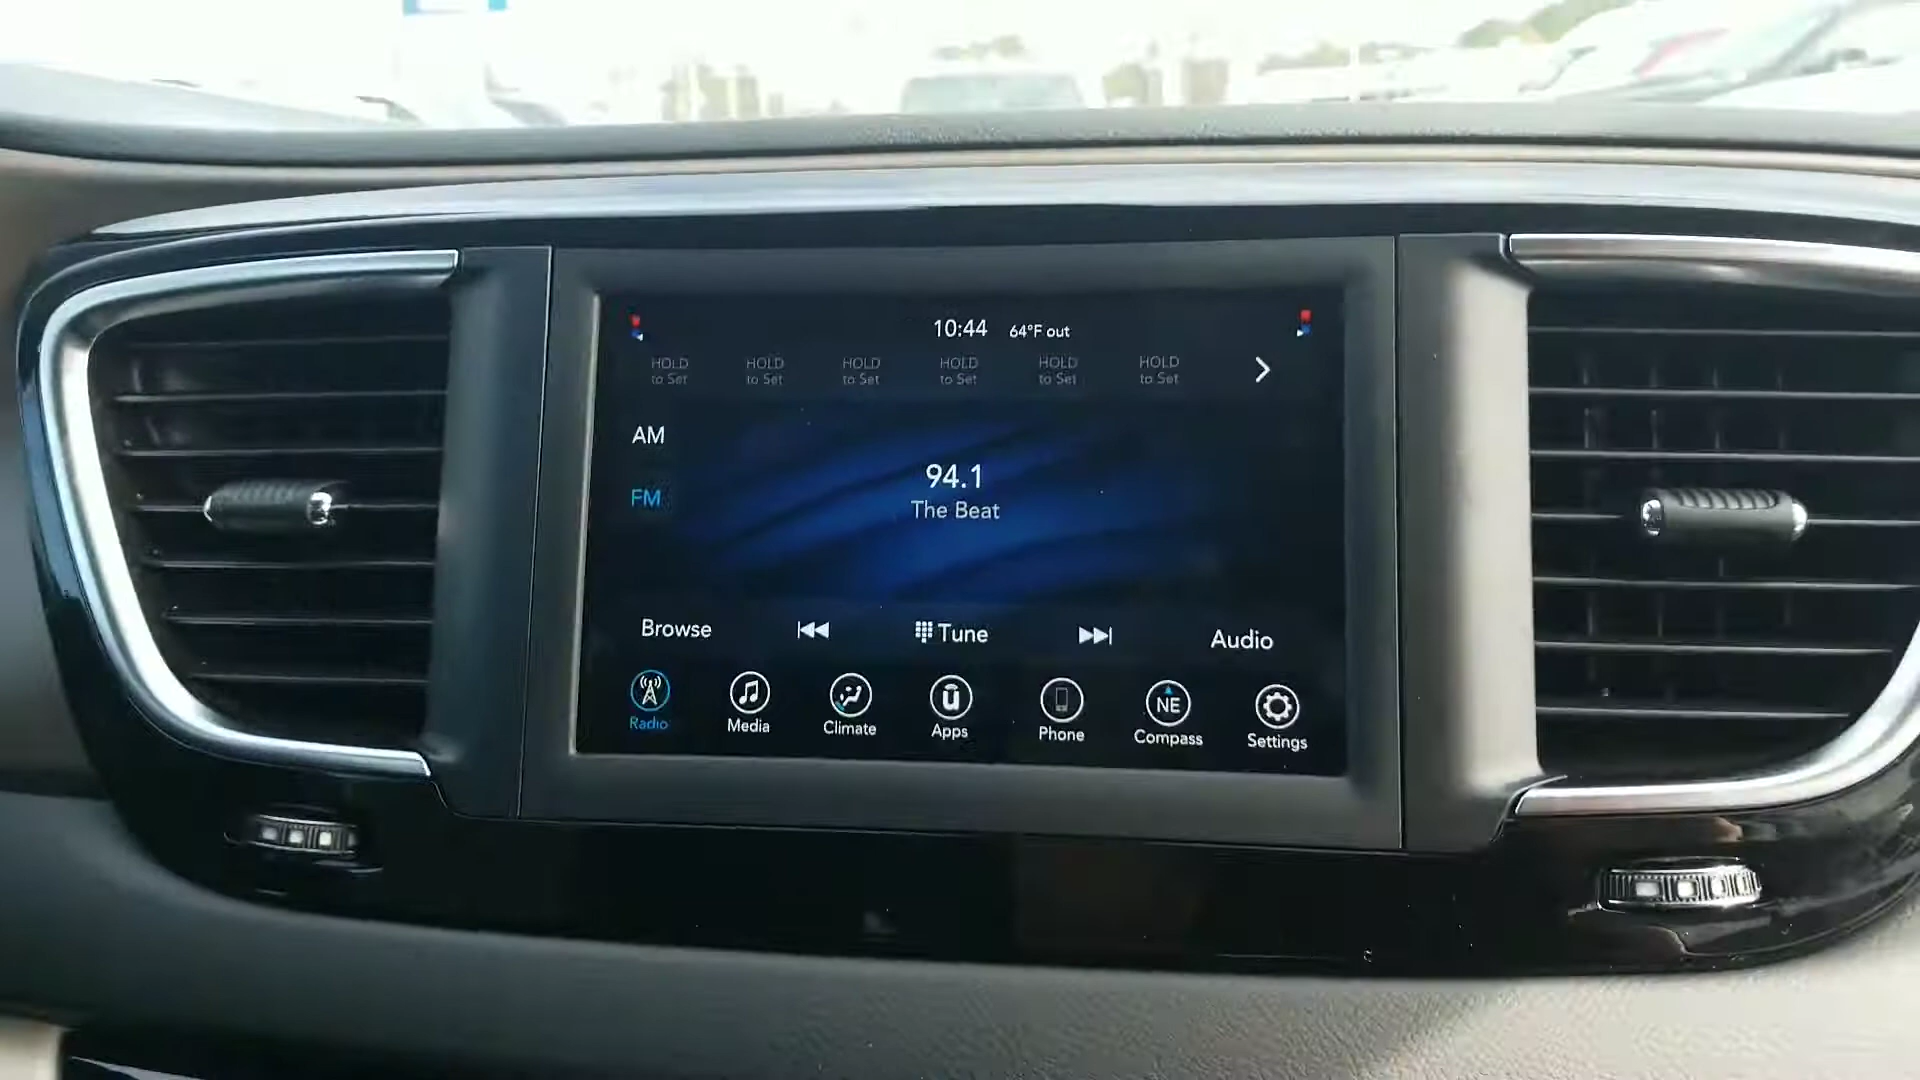 10:44 64°F out
HOLD to Set
HOLD to Set
HOLD to Set
HOLD to Set
HOLD to Set
HOLD to Set
AM
94.1
FM
The Beat
Browse
Tune
Audio
Radio
Media
Climate
Apps
Phone
NE
Compass
Settings